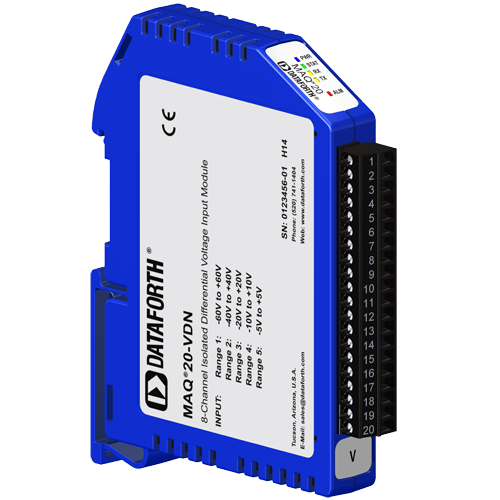 PWR
STAT
RX
TX
MAQ®20
DATAFORTH®
ALM
CE
DATAFORTH®
MAQ®20-VDN
8-Channel Isolated Differential Voltage Input Module
INPUT:
Range 1: -60V to +60V
Range 2: -40V to +40V
Range 3: -20V to +20V
Range 4: -10V to +10V
Range 5: -5V to +5V
Tucson, Arizona, U.S.A.
E-Mail: sales@dataforth.com
SN: 0123456-01 H14
Phone: (520) 741-1404
Web: www.dataforth.com
1
2
3
4
5
6
7
8
9
10
11
12
13
14
15
16
17
18
19
20
V